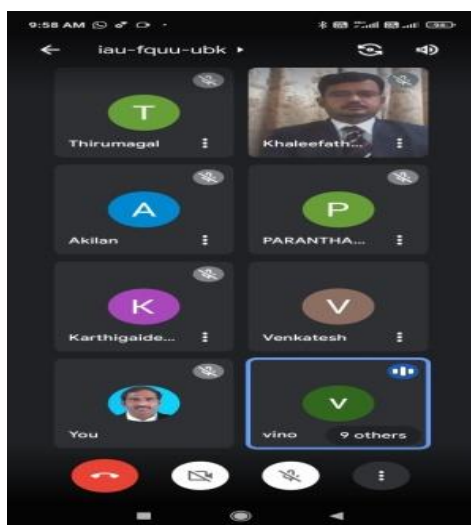 9:58 AM
iau-fquu-ubk
T
Thirumagal
Khaleefath...
A
Akilan
P
PARANTHA...
K
Karthigaide...
V
Venkatesh
You
V
vino
9 others